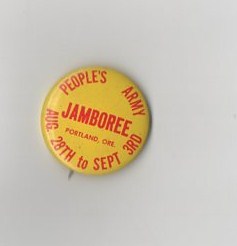 PEOPLE'S ARMY
JAMBOREE
PORTLAND, ORE.
AUG. 28TH to SEPT 3RD